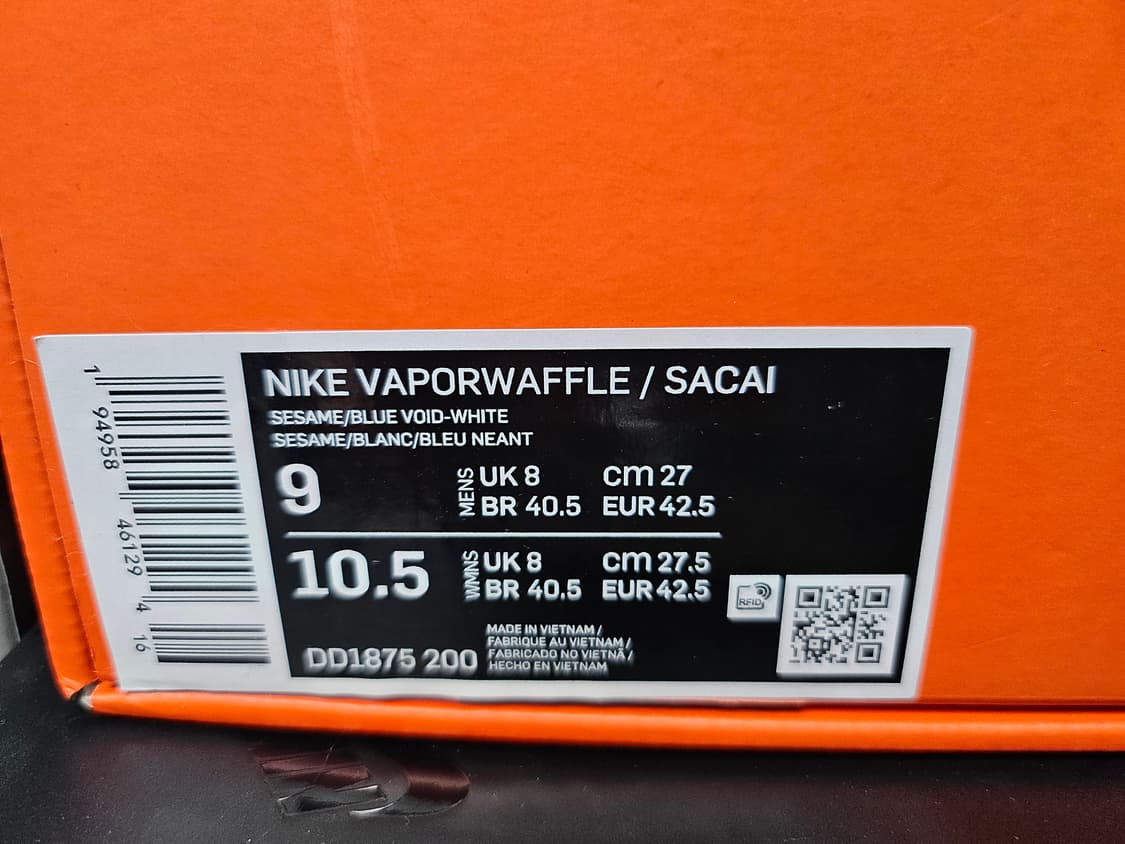 NIKE VAPORWAFFLE / SACAI
SESAME/BLUE VOID-WHITE
SESAME/BLANC/BLEU NEANT
9 MENS UK 8 cm 27
BR 40.5 EUR 42.5
10.5 WMNS UK 8 cm 27.5
BR 40.5 EUR 42.5
RFID
DD1875 200
MADE IN VIETNAM /
FABRIQUE AU VIETNAM /
FABRICADO NO VIETNÃ /
HECHO EN VIETNAM
1 94958 46129 4 16